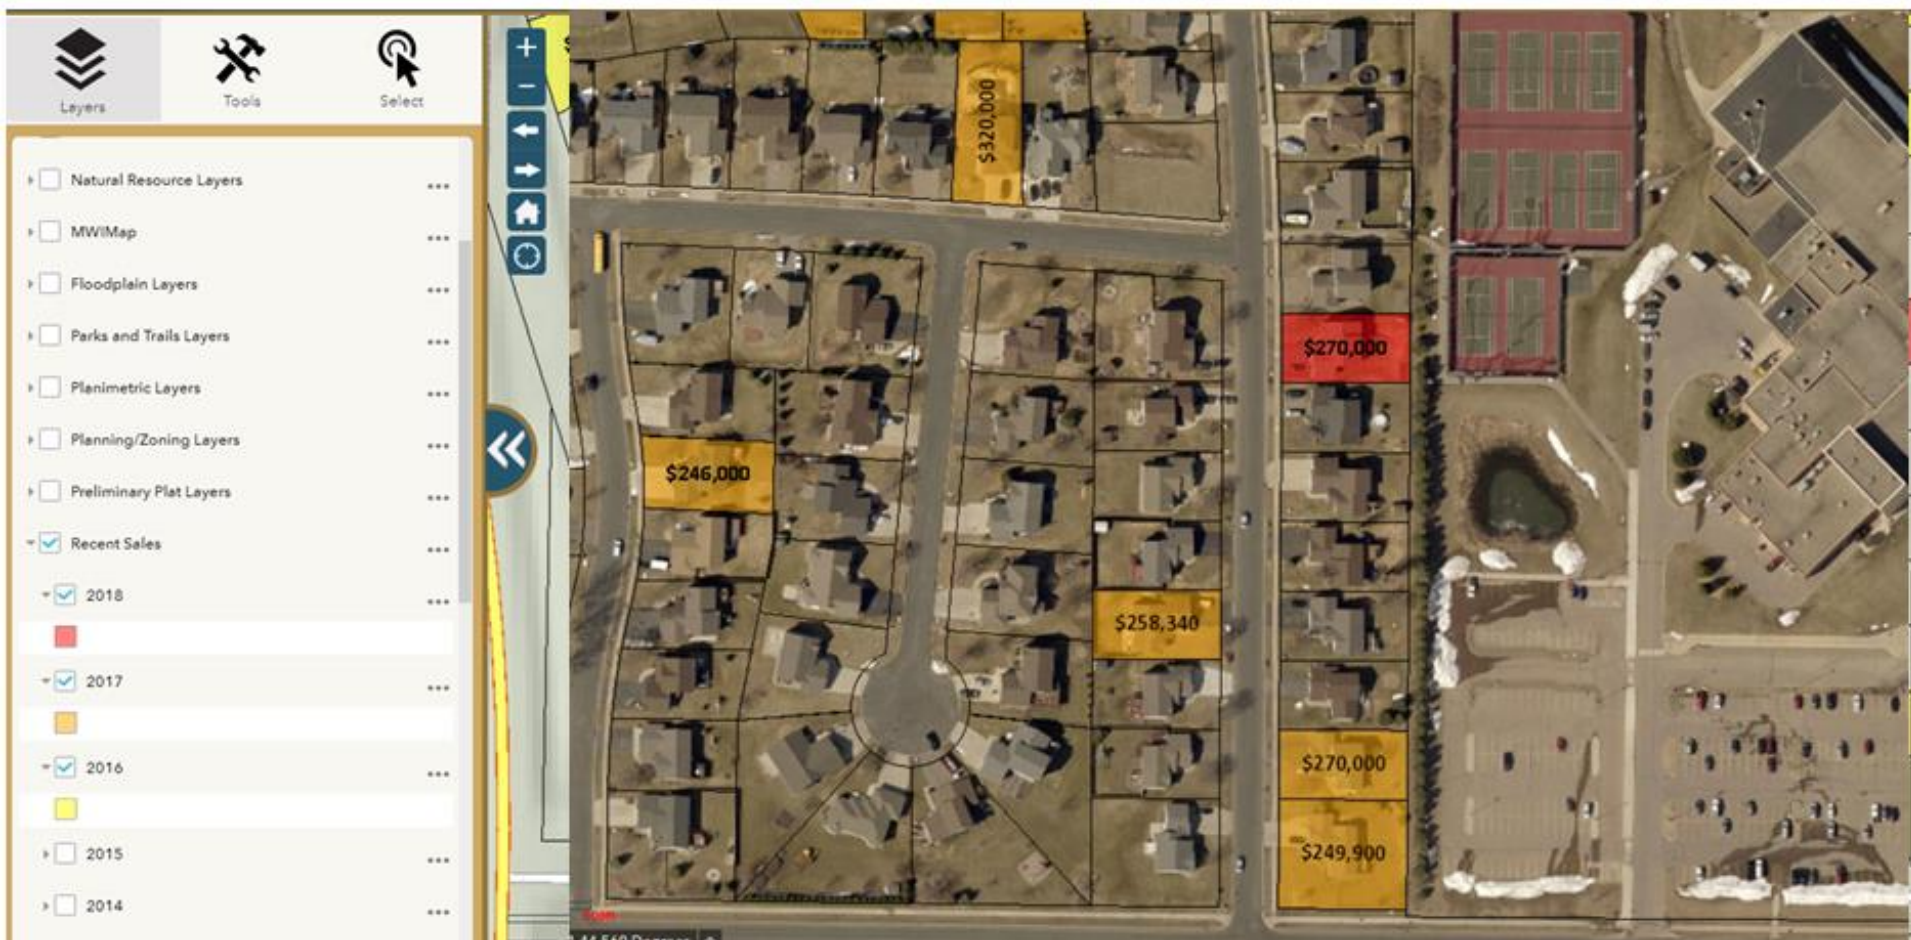 Layers
Tools
Select
Natural Resource Layers
MWIMap
Floodplain Layers
Parks and Trails Layers
Planimetric Layers
Planning/Zoning Layers
Preliminary Plat Layers
Recent Sales
2018
2017
2016
2015
2014
$320,000
$270,000
$246,000
$258,340
$270,000
$249,900